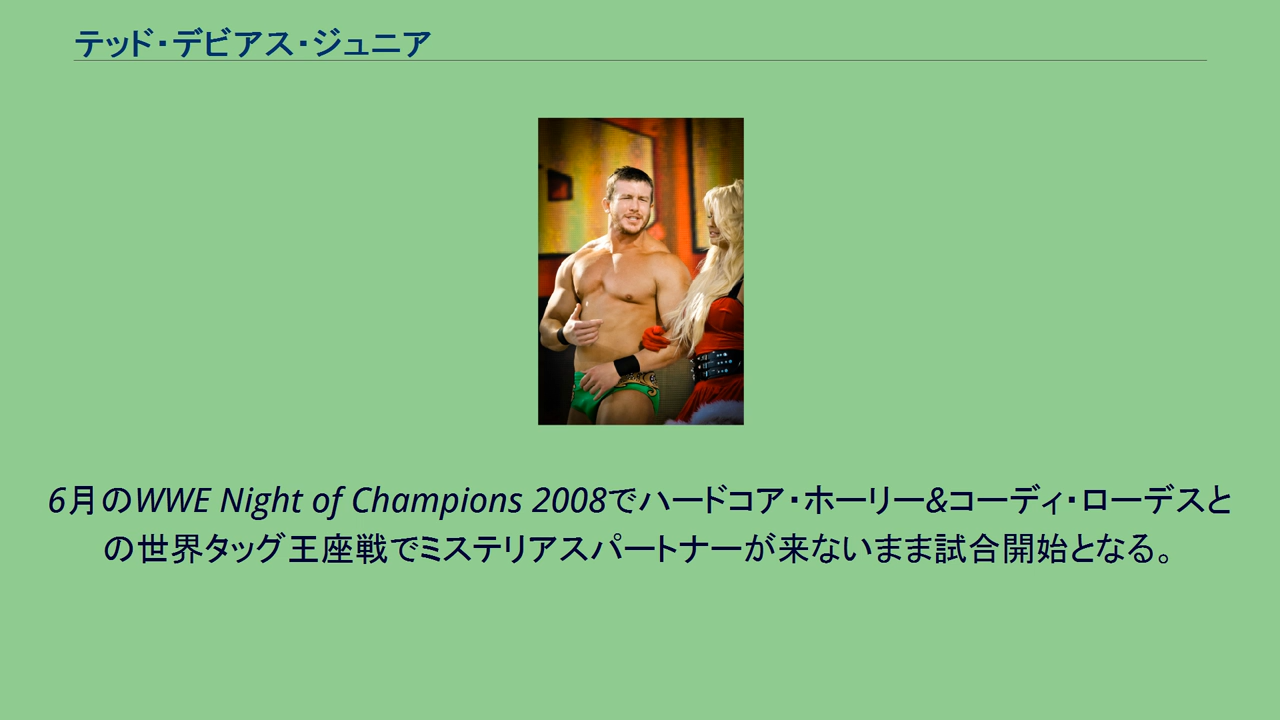 テッド・デビアス・ジュニア
6月のWWE Night of Champions 2008でハードコア・ホーリー&コーディ・ローデスと
の世界タッグ王座戦でミステリアスパートナーが来ないまま試合開始となる。